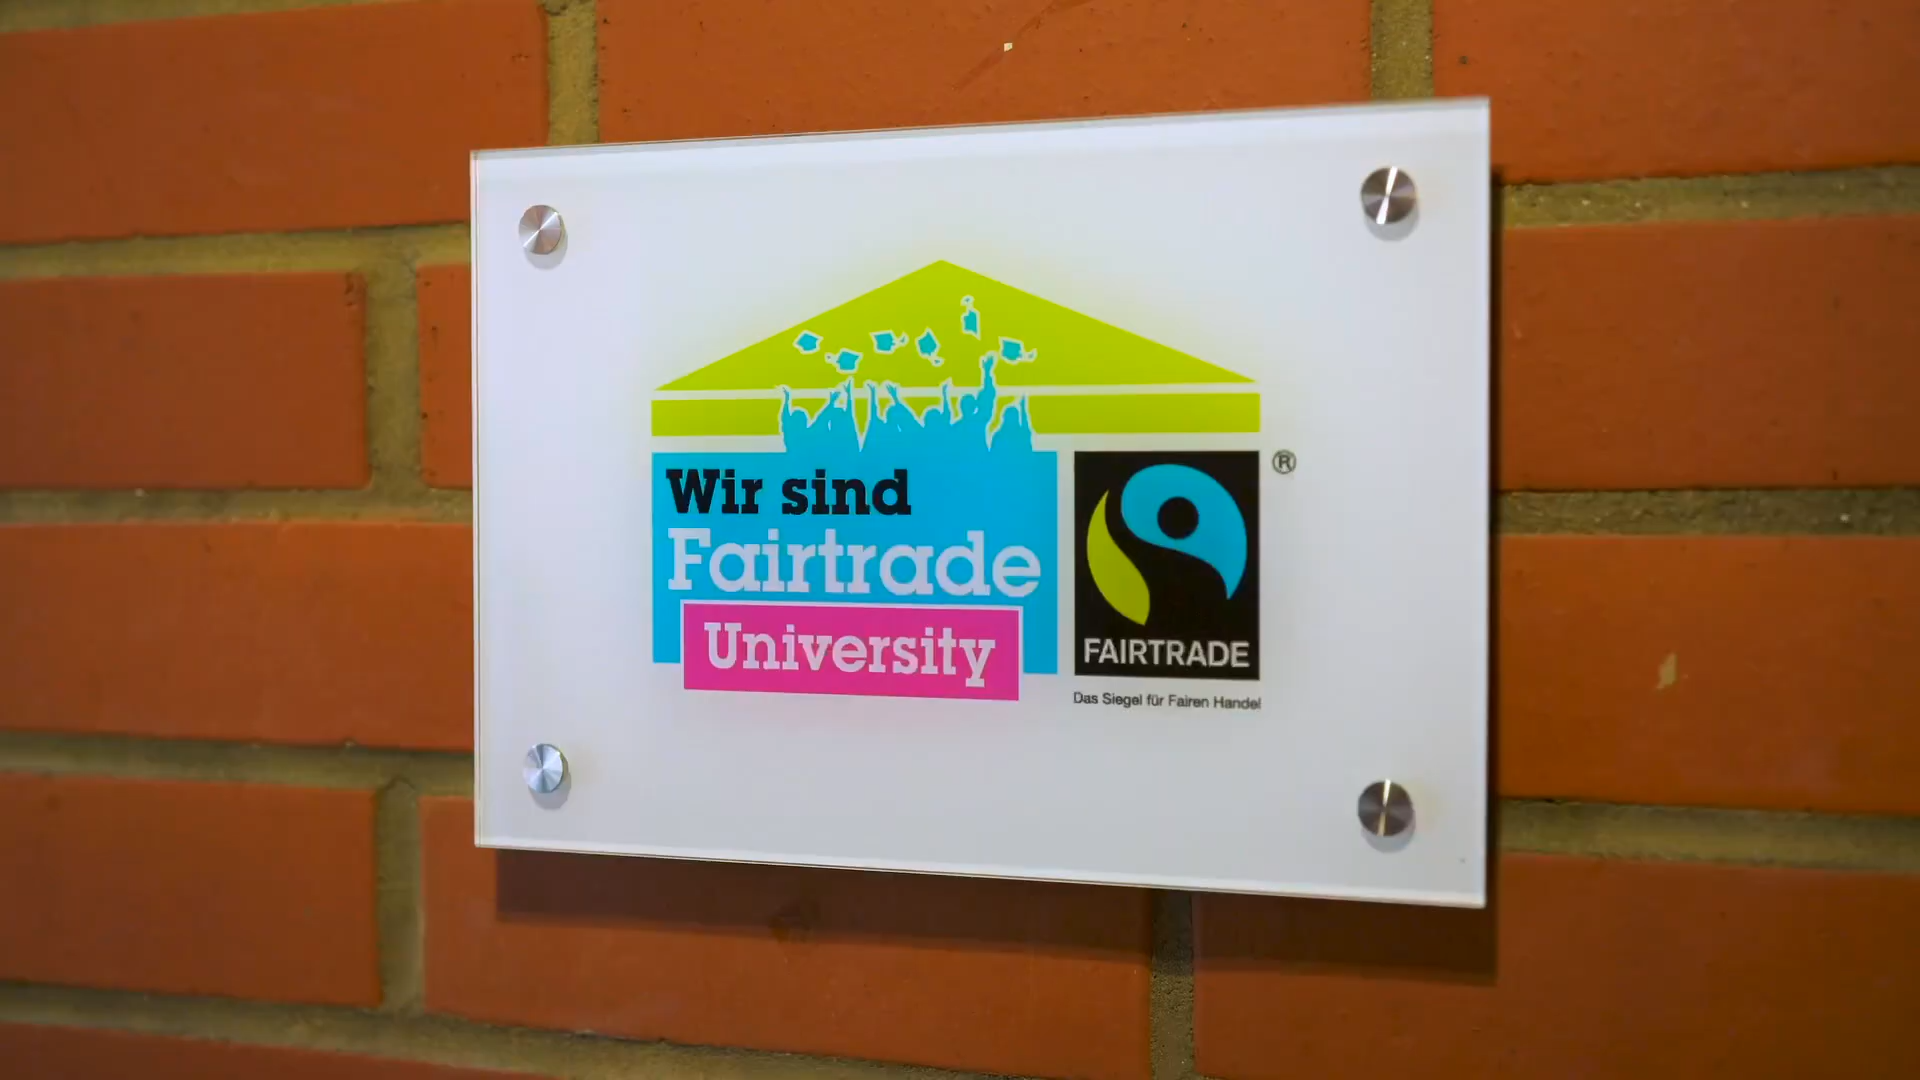 Wir sind
Fairtrade
University
®
FAIRTRADE
Das Siegel für Fairen Handel